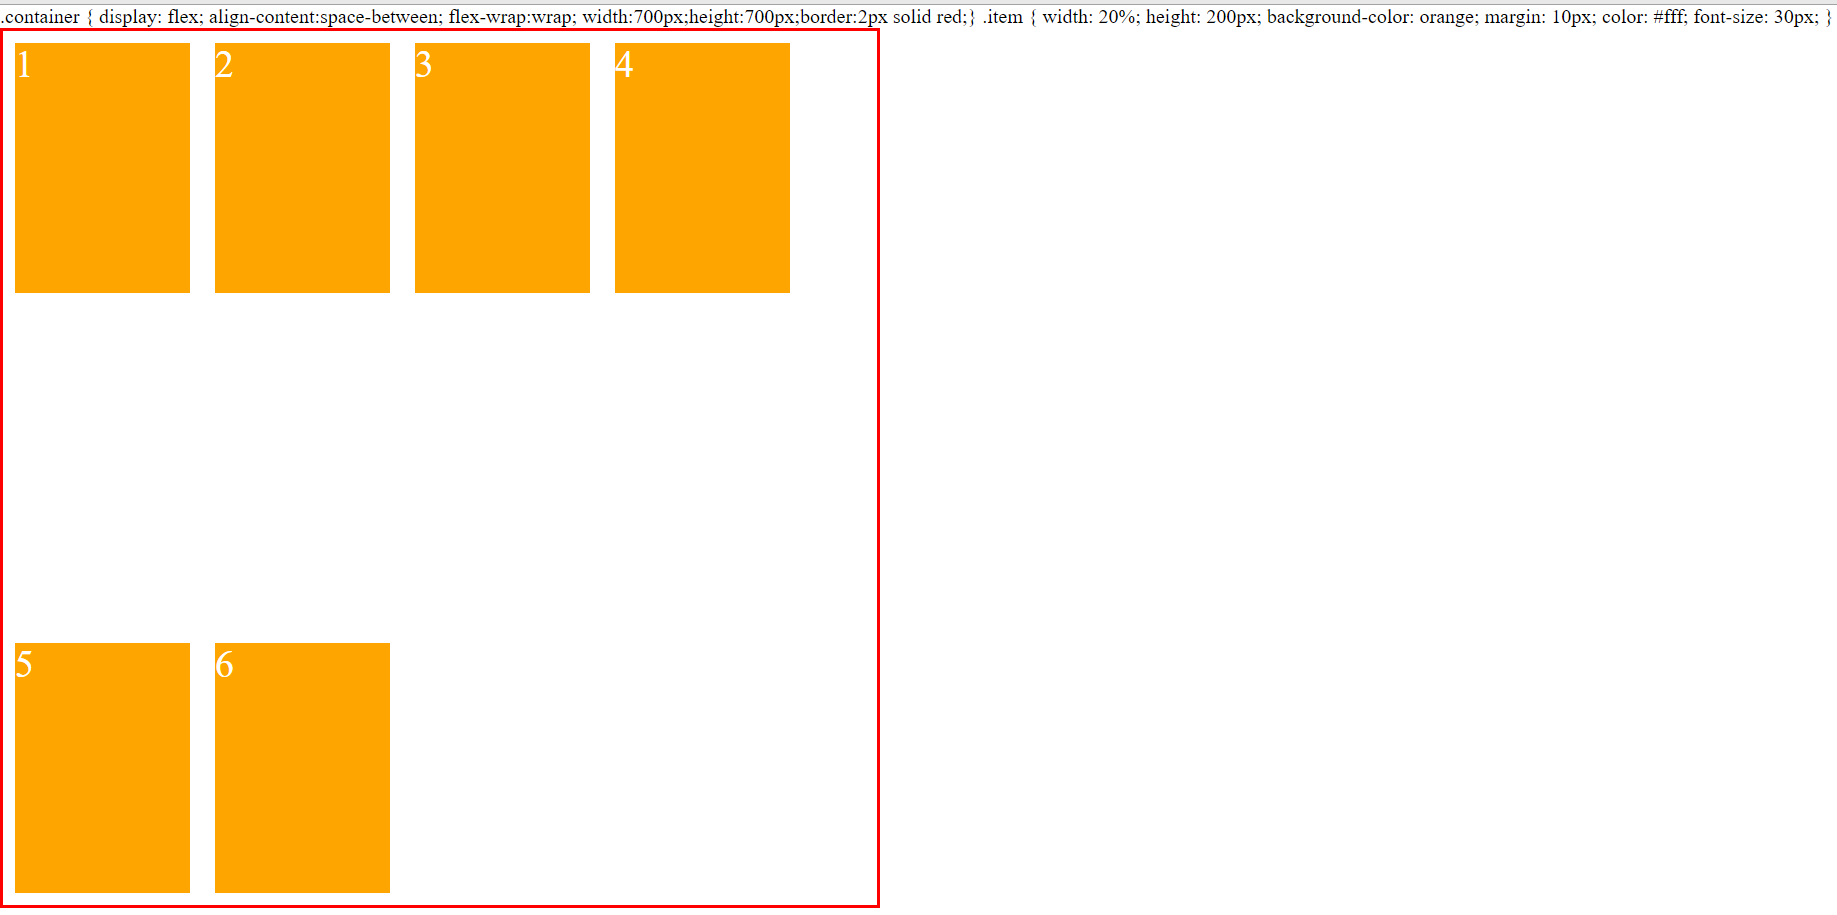 .container { display: flex; align-content:space-between; flex-wrap:wrap; width:700px;height:700px;border:2px solid red;} .item { width: 20%; height: 200px; background-color: orange; margin: 10px; color: #fff; font-size: 30px; }
1 2 3 4
5 6